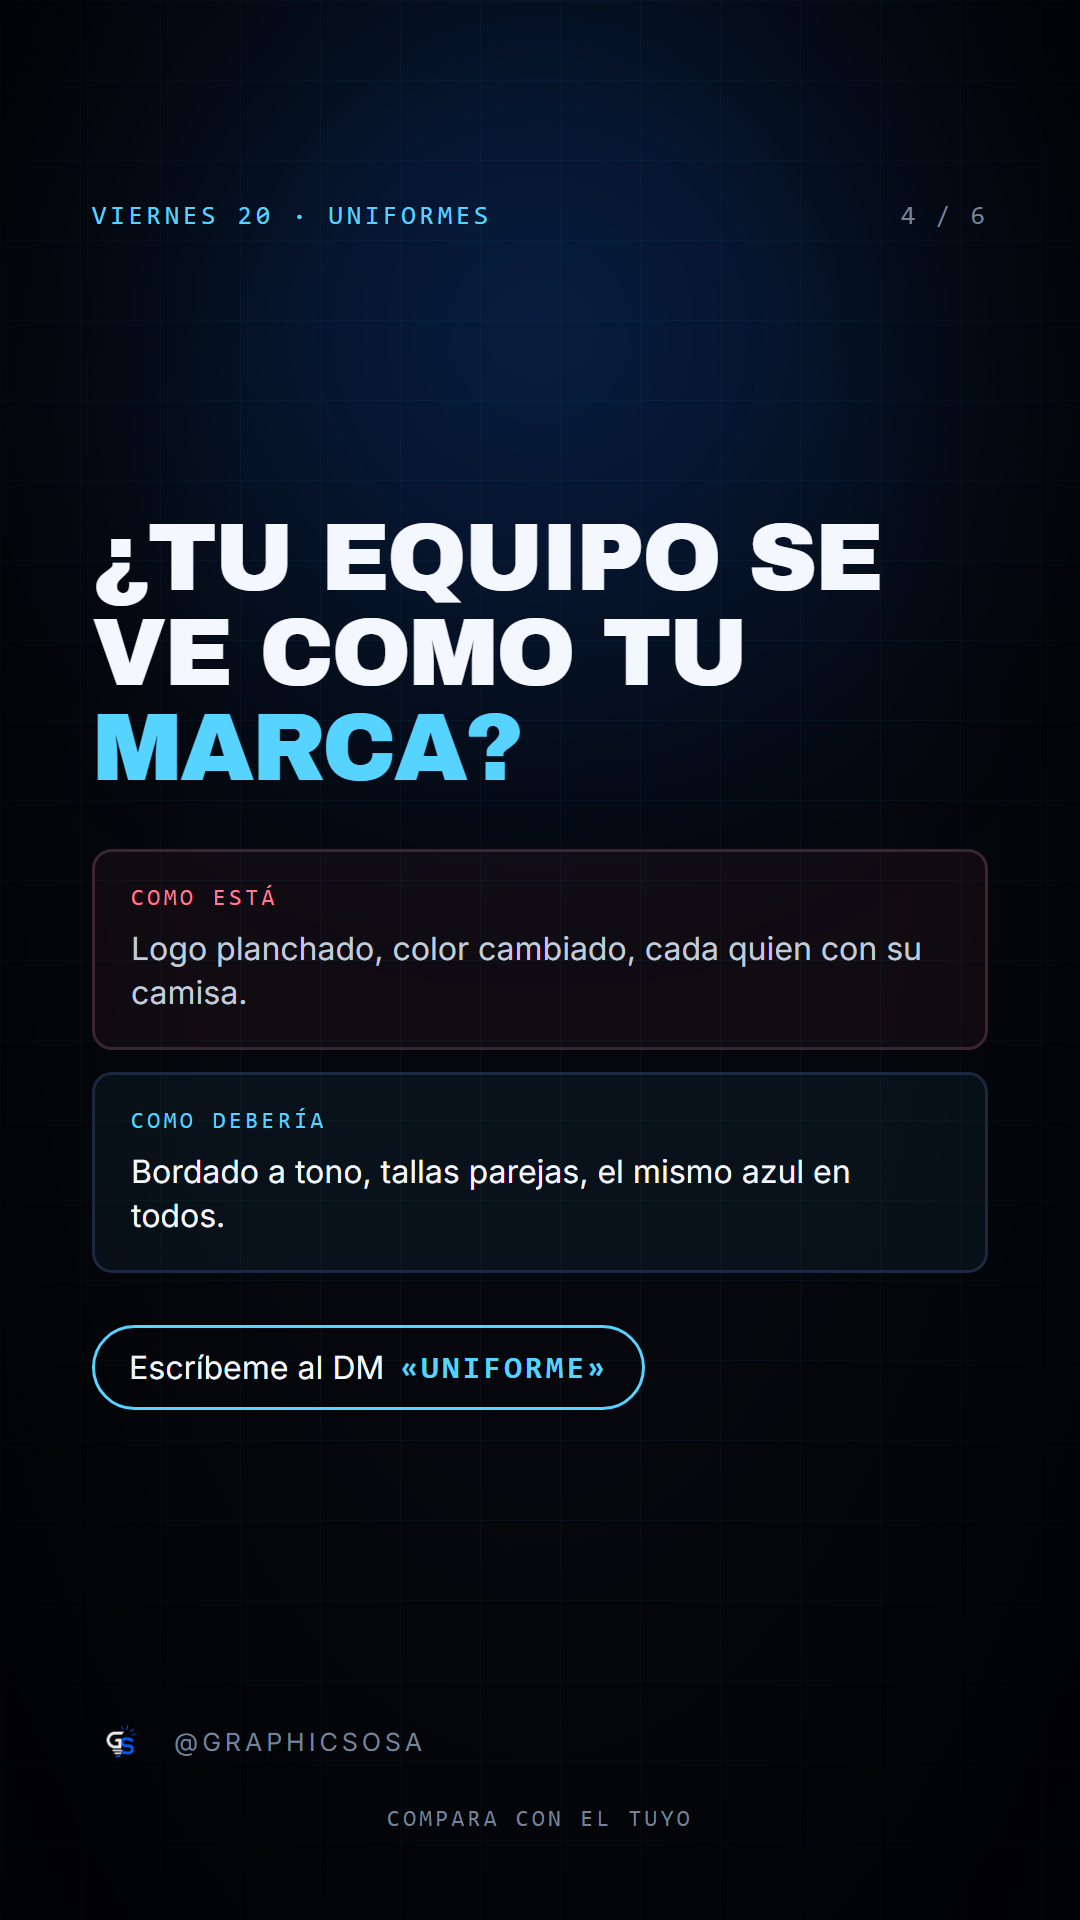 VIERNES 20 · UNIFORMES
4 / 6
¿TU EQUIPO SE
VE COMO TU
MARCA?
COMO ESTÁ
Logo planchado, color cambiado, cada quien con su
camisa.
COMO DEBERÍA
Bordado a tono, tallas parejas, el mismo azul en
todos.
Escríbeme al DM «UNIFORME»
GS
@GRAPHICSOSA
COMPARA CON EL TUYO